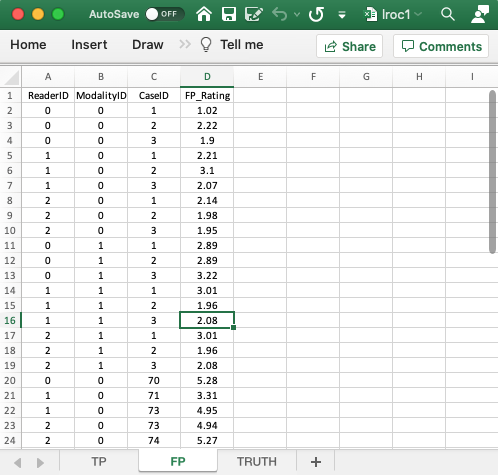 AutoSave OFF lroc1
Home Insert Draw Tell me Share Comments
A B C D E F G H I
1 ReaderID ModalityID CaseID FP_Rating
2 0 0 1 1.02
3 0 0 2 2.22
4 0 0 3 1.9
5 1 0 1 2.21
6 1 0 2 3.1
7 1 0 3 2.07
8 2 0 1 2.14
9 2 0 2 1.98
10 2 0 3 1.95
11 0 1 1 2.89
12 0 1 2 2.89
13 0 1 3 3.22
14 1 1 1 3.01
15 1 1 2 1.96
16 1 1 3 2.08
17 2 1 1 3.01
18 2 1 2 1.96
19 2 1 3 2.08
20 0 0 70 5.28
21 1 0 71 3.31
22 1 0 73 4.95
23 2 0 73 4.94
24 2 0 74 5.27
TP FP TRUTH